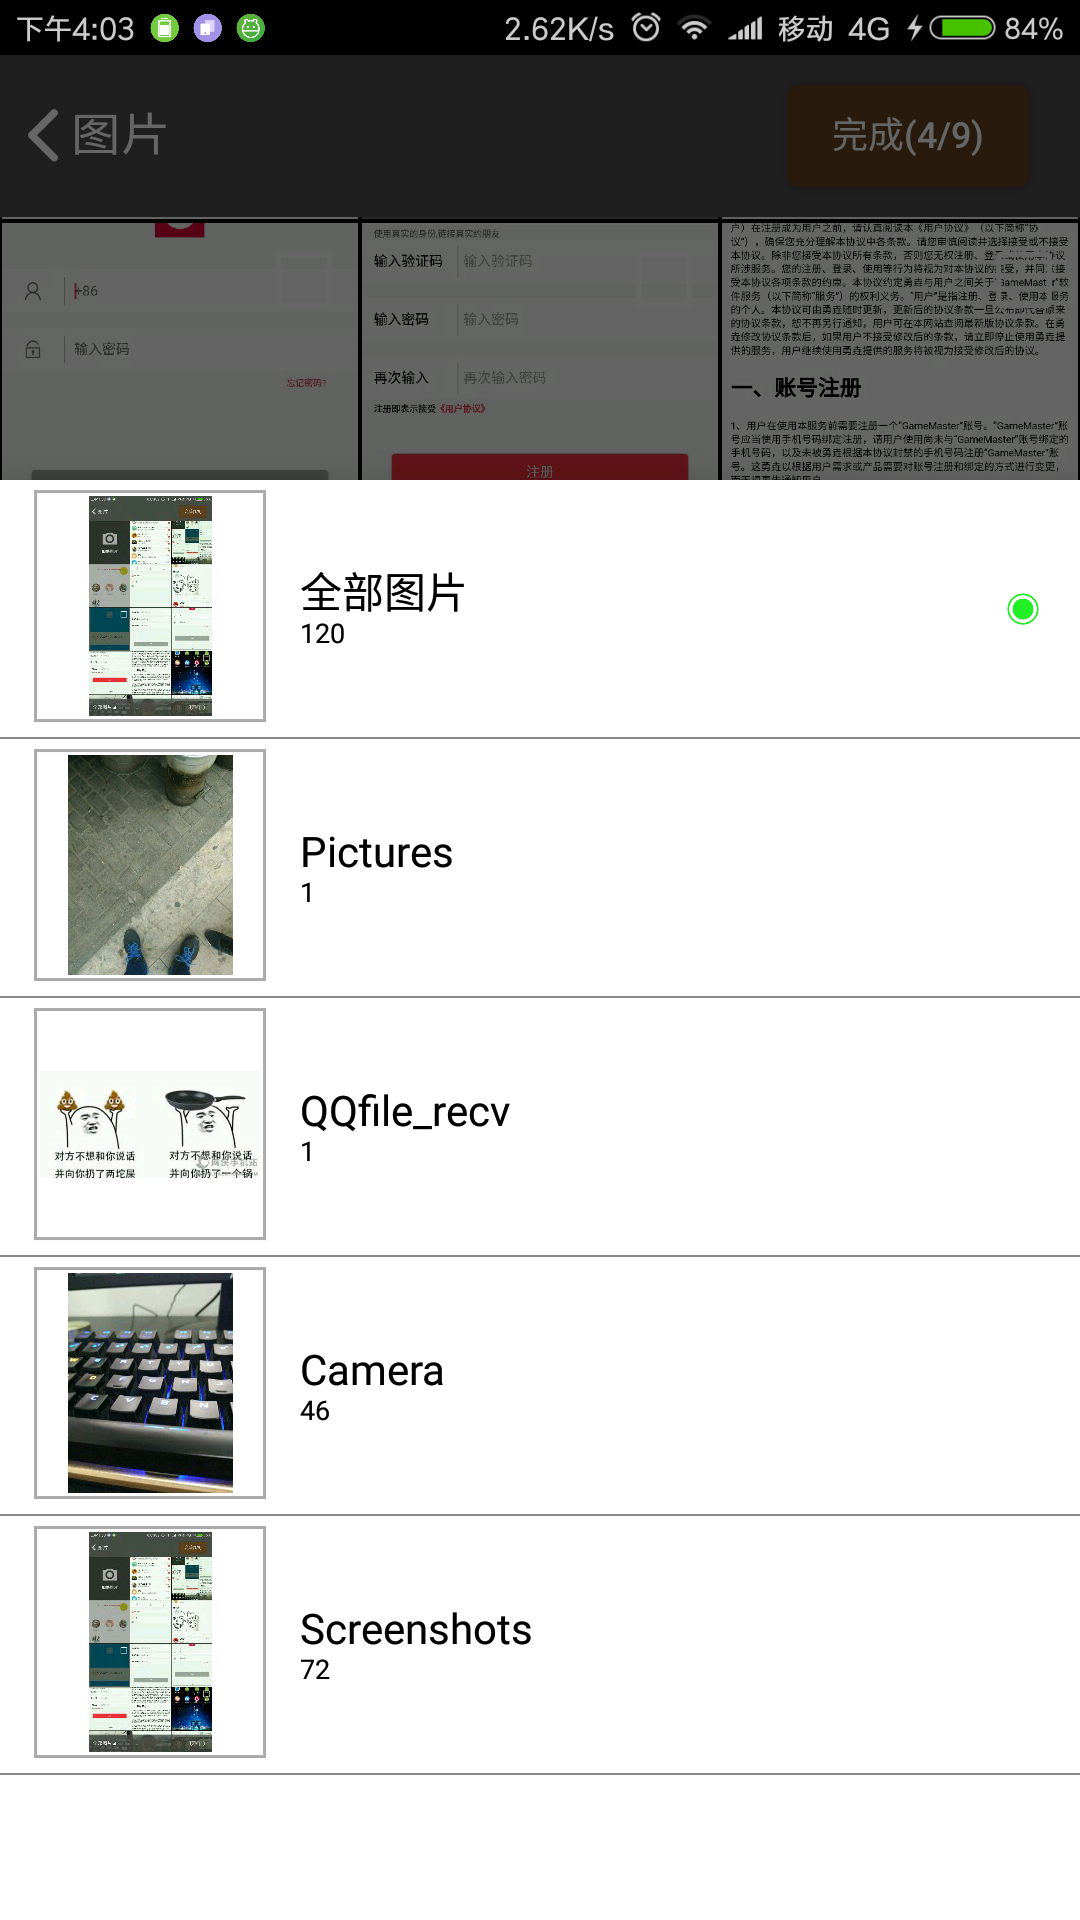 下午4:03 2.62K/s 移动 4G 84%
图片 完成(4/9)
+86
输入密码
忘记密码?
使用真实的身份,链接真实的朋友
输入验证码 输入验证码
输入密码 输入密码
再次输入 再次输入密码
注册即表示接受《用户协议》
注册
户）在注册成为用户之前，请认真阅读本《用户协议》（以下简称"协
议"），确保您充分理解本协议中各条款。请您审慎阅读并选择接受或不接受
本协议。除非您接受本协议所有条款，否则您无权注册、登录或使用本协议
所涉服务。您的注册、登录、使用等行为将视为对本协议的接受，并同意接
受本协议各项条款的约束。本协议约定勇垚与用户之间关于"GameMaster"软
件服务（以下简称"服务"）的权利义务。"用户"是指注册、登录、使用本服务
的个人。本协议可由勇垚随时更新，更新后的协议条款一旦公布即代替原来
的协议条款，恕不再另行通知，用户可在本网站查阅最新版协议条款。在勇
垚修改协议条款后，如果用户不接受修改后的条款，请立即停止使用勇垚提
供的服务，用户继续使用勇垚提供的服务将被视为接受修改后的协议。
一、账号注册
1、用户在使用本服务前需要注册一个"GameMaster"账号。"GameMaster"账
号应当使用手机号码绑定注册，请用户使用尚未与"GameMaster"账号绑定的
手机号码，以及未被勇垚根据本协议封禁的手机号码注册"GameMaster"账
号。这勇垚以根据用户需求或产品需要对账号注册和绑定的方式进行变更，
全部图片
120
Pictures
1
对方不想和你说话 对方不想和你说话
并向你扔了两坨屎 并向你扔了一个锅
QQfile_recv
1
Camera
46
Screenshots
72